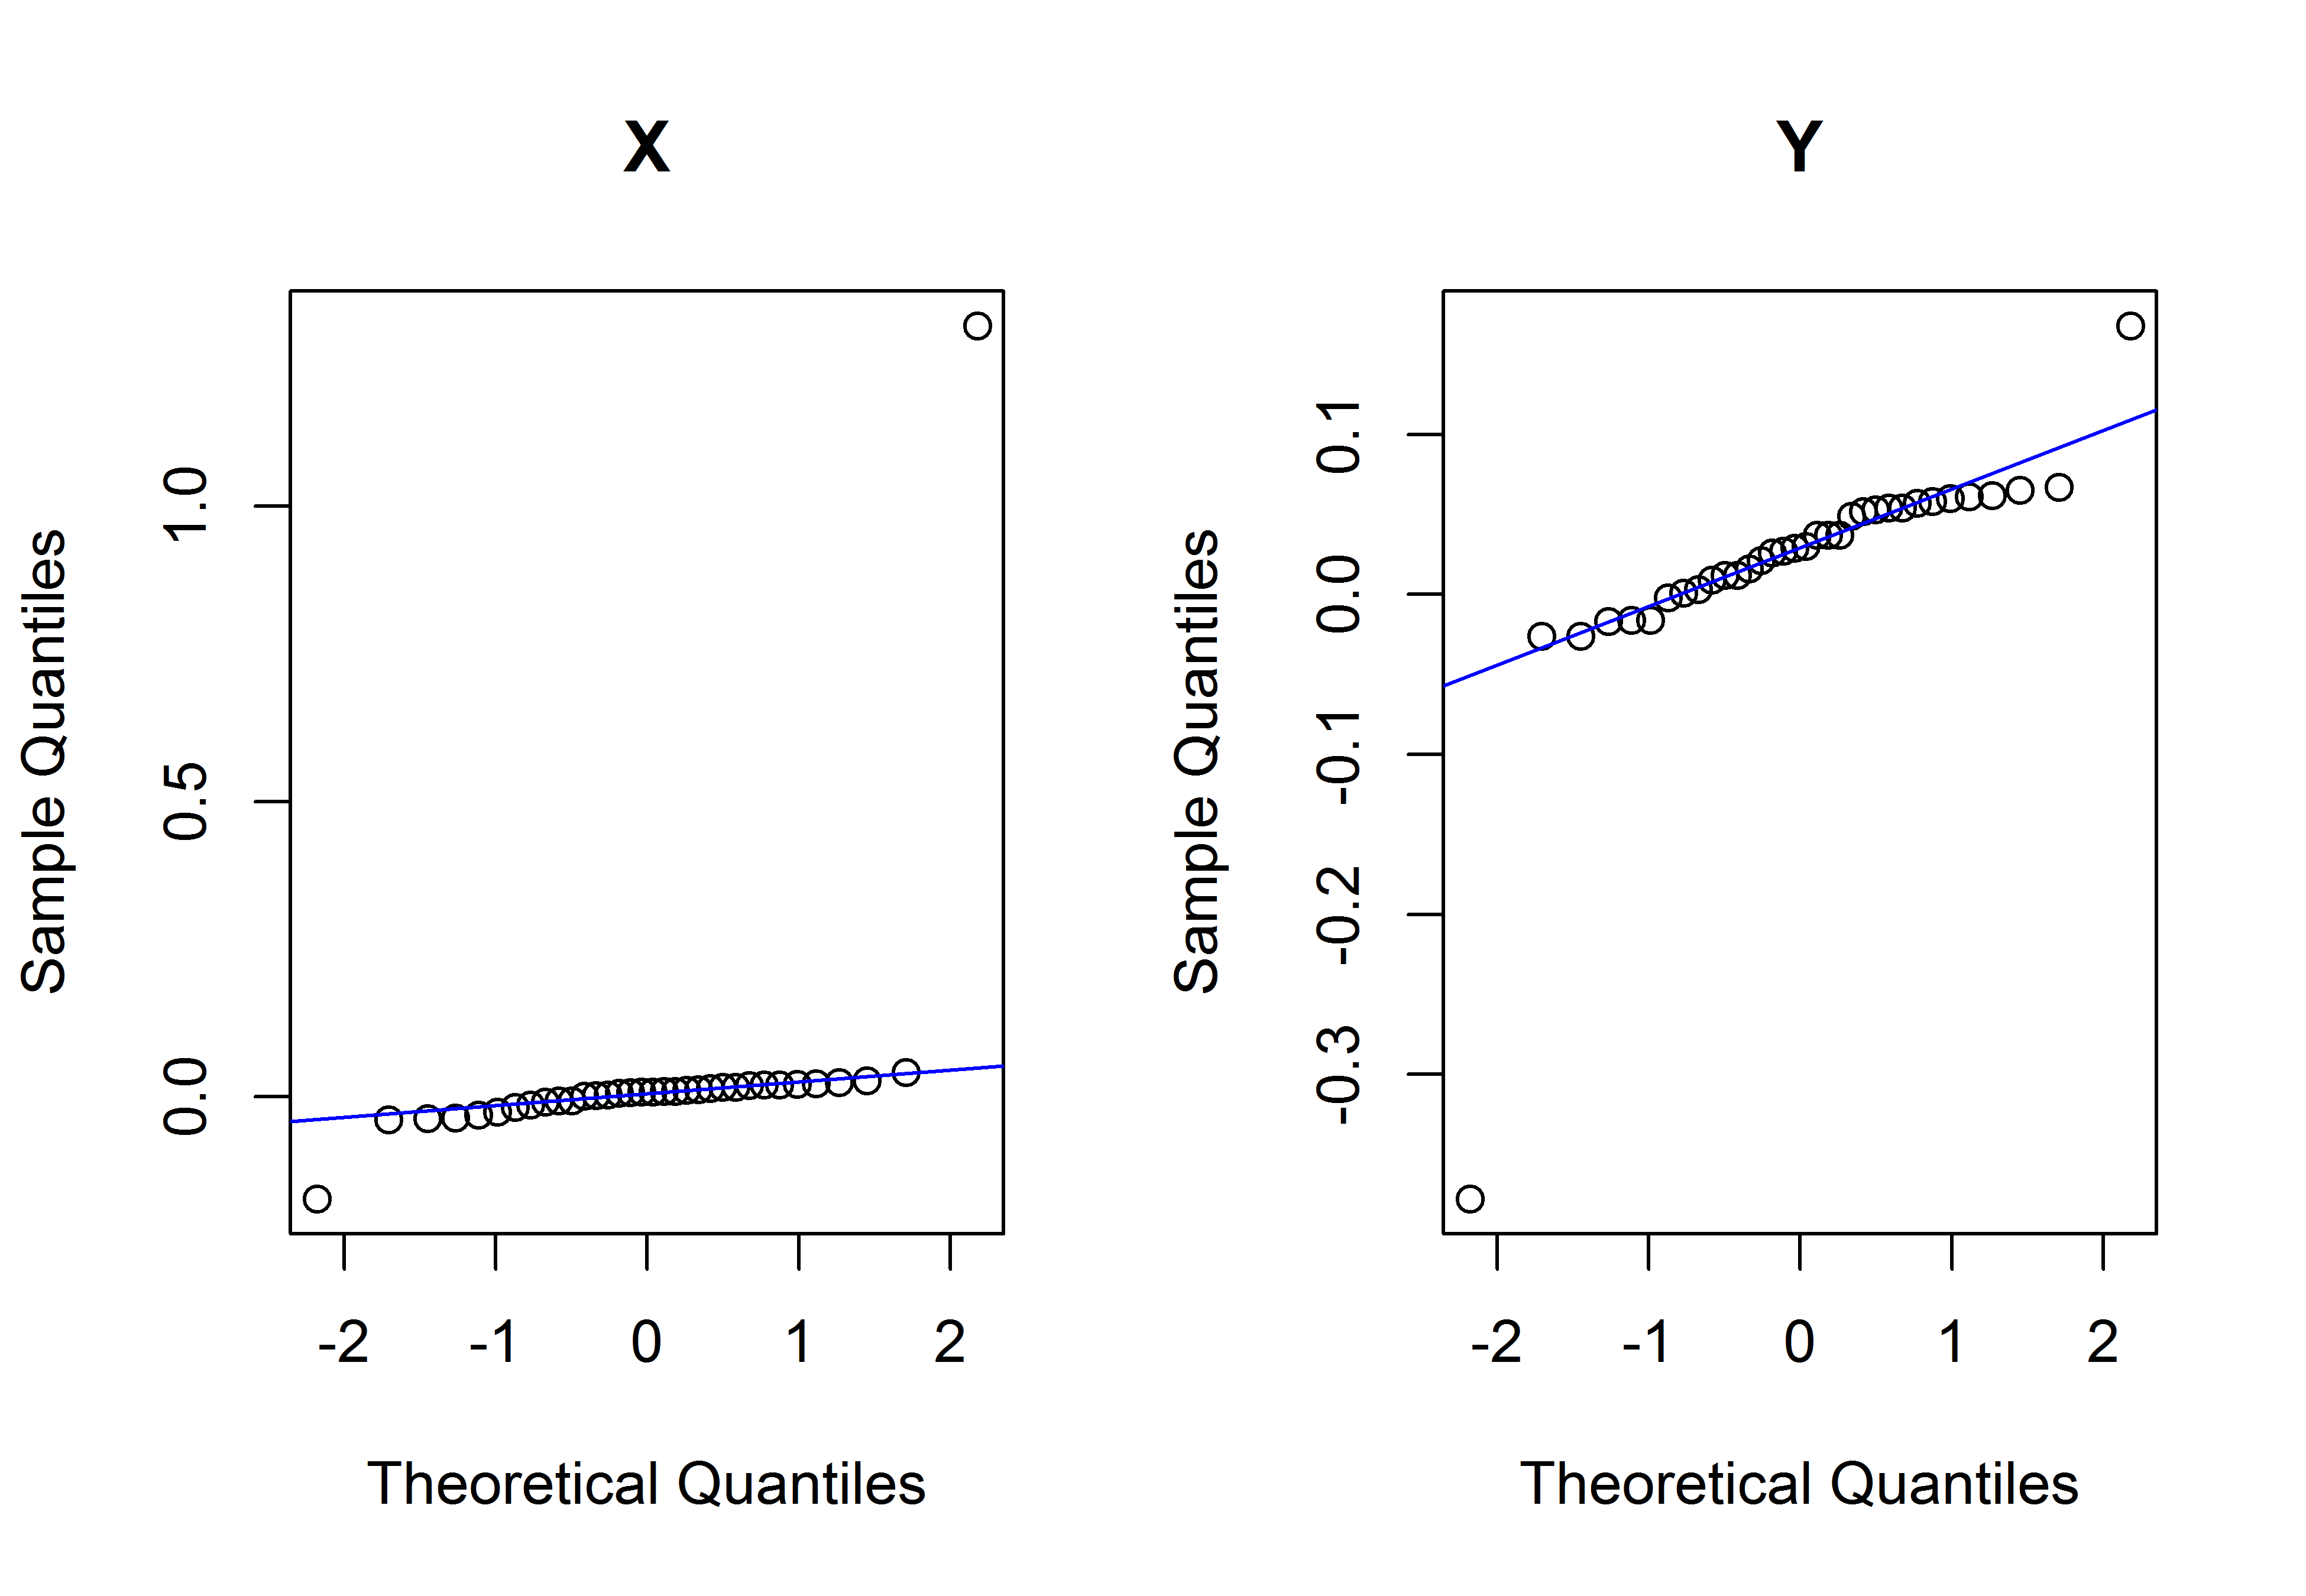 X
Sample Quantiles
1.0
0.5
0.0
-2 -1 0 1 2
Theoretical Quantiles
Y
Sample Quantiles
0.1
0.0
-0.1
-0.2
-0.3
-2 -1 0 1 2
Theoretical Quantiles